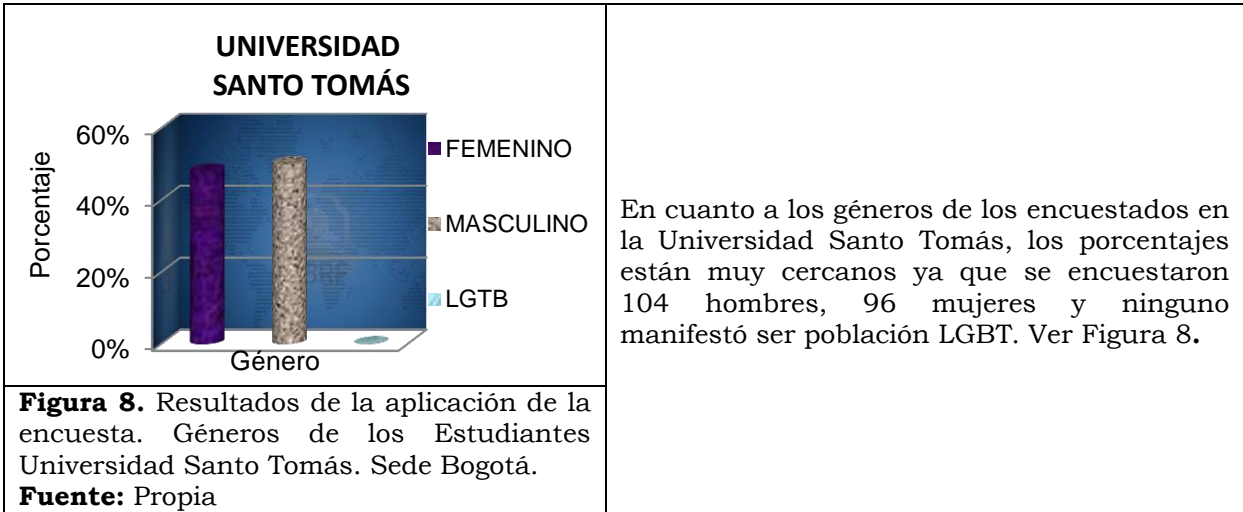 UNIVERSIDAD
SANTO TOMÁS
Porcentaje
60%
40%
20%
0%
Género
FEMENINO
MASCULINO
LGTB
Figura 8. Resultados de la aplicación de la
encuesta. Géneros de los Estudiantes
Universidad Santo Tomás. Sede Bogotá.
Fuente: Propia
En cuanto a los géneros de los encuestados en
la Universidad Santo Tomás, los porcentajes
están muy cercanos ya que se encuestaron
104 hombres, 96 mujeres y ninguno
manifestó ser población LGBT. Ver Figura 8.